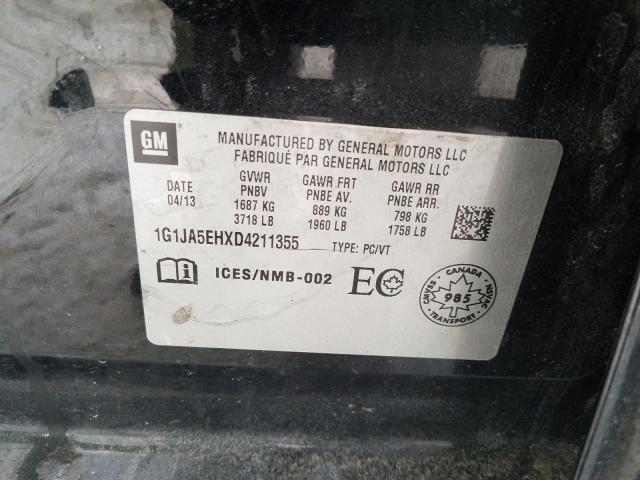 GM
MANUFACTURED BY GENERAL MOTORS LLC
FABRIQUÉ PAR GENERAL MOTORS LLC
DATE GVWR GAWR FRT GAWR RR
04/13 PNBV PNBE AV. PNBE ARR.
1687 KG 889 KG 798 KG
3718 LB 1960 LB 1758 LB
1G1JA5EHXD4211355 TYPE: PC/VT
ICES/NMB-002 EC
CANADA
CMVSS 985 NSVAC
TRANSPORT